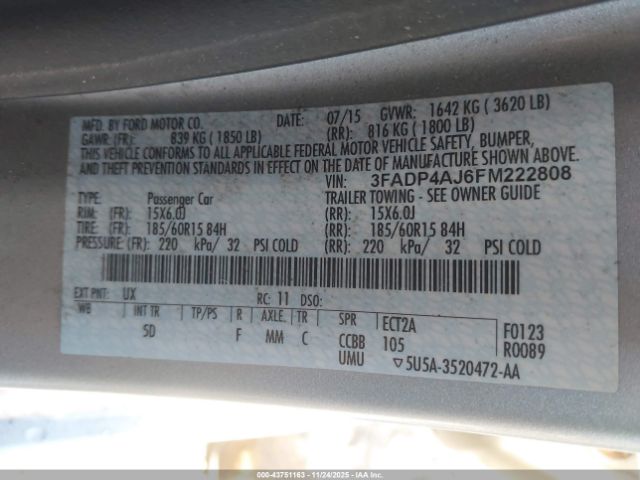 MFD. BY FORD MOTOR CO. DATE: 07/15 GVWR: 1642 KG ( 3620 LB)
GAWR: (FR): 839 KG ( 1850 LB) (RR): 816 KG ( 1800 LB)
THIS VEHICLE CONFORMS TO ALL APPLICABLE FEDERAL MOTOR VEHICLE SAFETY, BUMPER,
AND THEFT PREVENTION STANDARDS IN EFFECT ON THE DATE OF MANUFACTURE SHOWN ABOVE.
VIN: 3FADP4AJ6FM222808
TYPE: Passenger Car TRAILER TOWING - SEE OWNER GUIDE
RIM: (FR): 15X6.0J (RR): 15X6.0J
TIRE: (FR): 185/60R15 84H (RR): 185/60R15 84H
PRESSURE: (FR): 220 kPa/ 32 PSI COLD (RR): 220 kPa/ 32 PSI COLD
EXT PNT: UX RC: 11 DSO:
WB INT TR TP/PS R AXLE TR SPR ECT2A F0123
5D F MM C CCBB 105 R0089
UMU ▽5U5A-3520472-AA
000-43751163 - 11/24/2025 - © IAA, Inc.